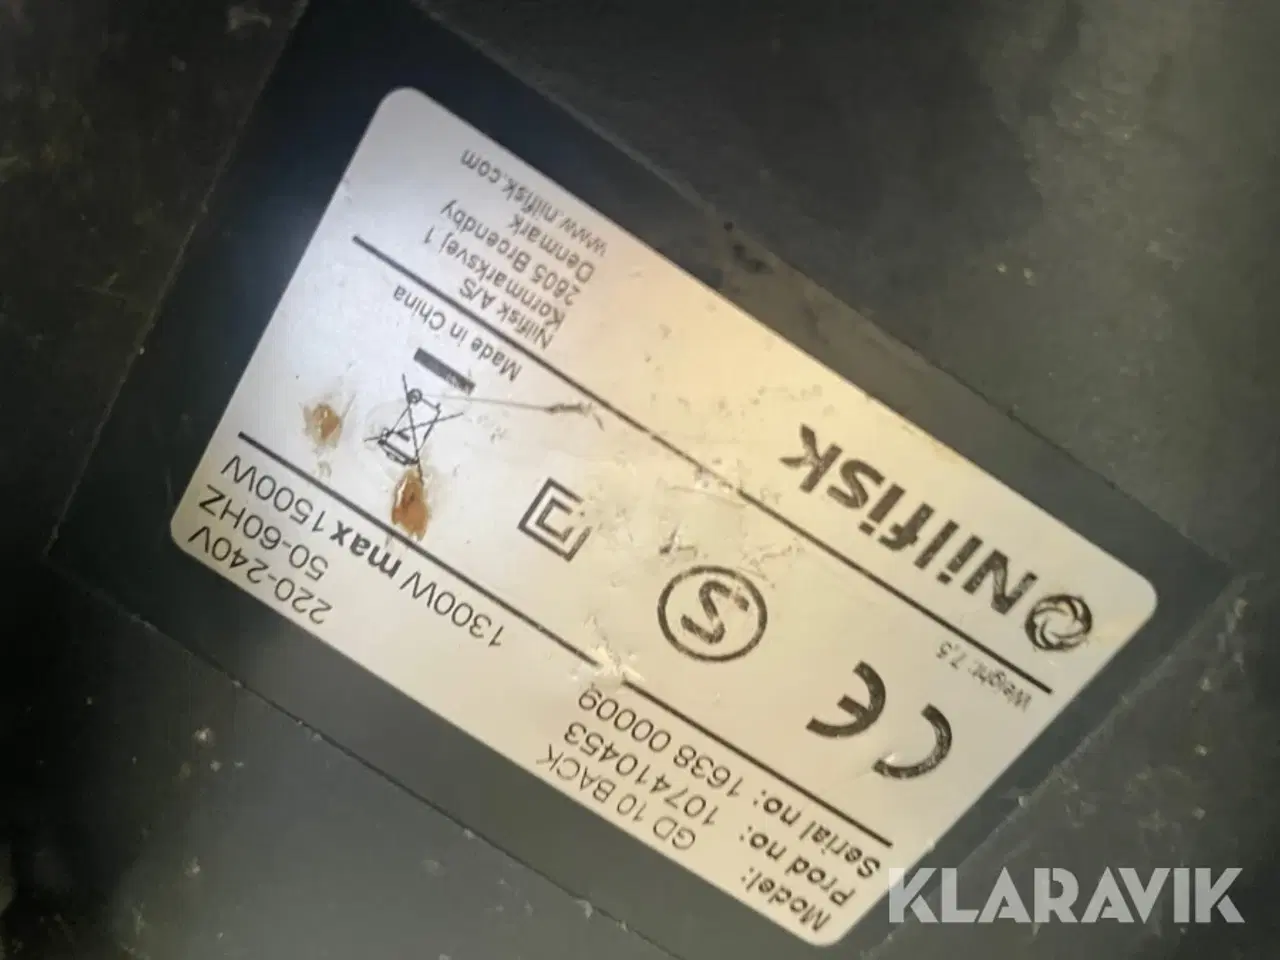 Model: GD 10 BACK
Prod no: 107410453
Serial no: 1638 00009
220-240V
50-60HZ
1300W max 1500W
CE
S
Made in China
Weight: 7,5
Nilfisk
Nilfisk A/S
Kornmarksvej 1
2605 Broendby
Denmark
www.nilfisk.com
KLARAVIK